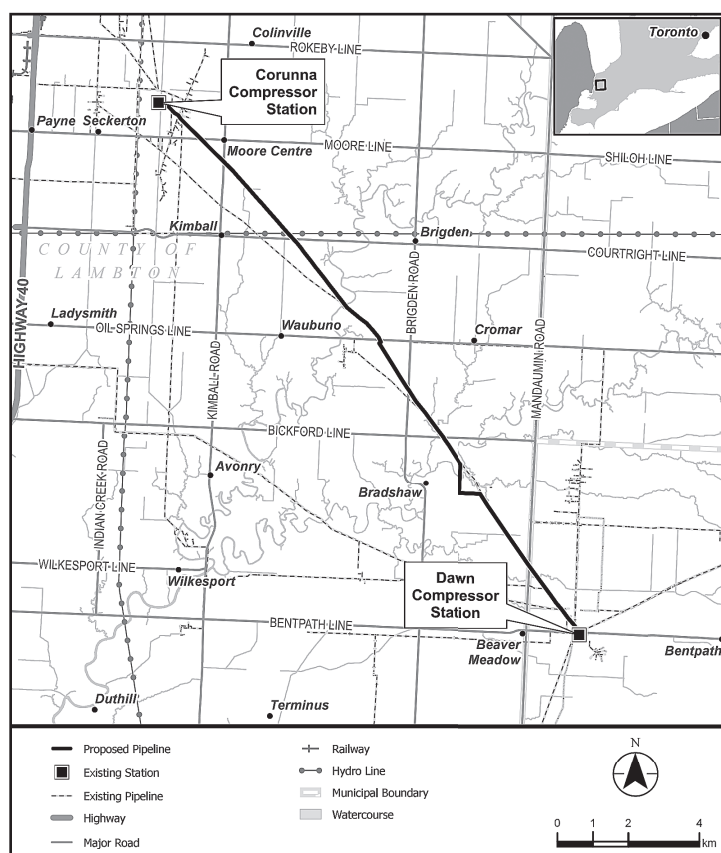 Colinville
Toronto
ROKEBY LINE
Corunna
Compressor
Station
Payne
Seckerton
Moore Centre
MOORE LINE
SHILOH LINE
Kimball
Brigden
COURTRIGHT LINE
COUNTY OF
LAMBTON
HIGHWAY 40
Ladysmith
OIL SPRINGS LINE
Waubuno
BRIGDEN ROAD
Cromar
MANDAUMIN ROAD
KIMBALL ROAD
BICKFORD LINE
INDIAN CREEK ROAD
Avonry
Bradshaw
WILKESPORT LINE
Wilkesport
Dawn
Compressor
Station
BENTPATH LINE
Beaver
Meadow
Bentpath
Duthill
Terminus
Proposed Pipeline
Existing Station
Existing Pipeline
Highway
Major Road
Railway
Hydro Line
Municipal Boundary
Watercourse
N
0 1 2 4
km